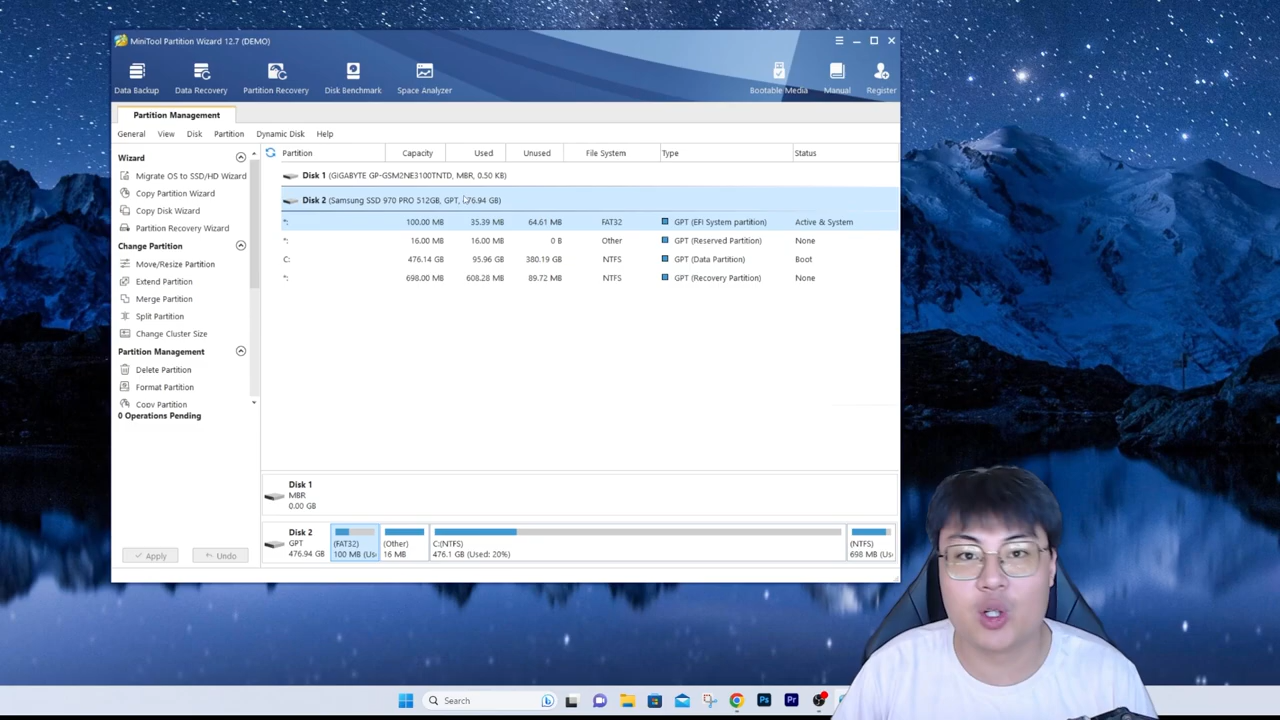 MiniTool Partition Wizard 12.7 (DEMO)
Data Backup
Data Recovery
Partition Recovery
Disk Benchmark
Space Analyzer
Bootable Media
Manual
Register
Partition Management
General View Disk Partition Dynamic Disk Help
Wizard
Migrate OS to SSD/HD Wizard
Copy Partition Wizard
Copy Disk Wizard
Partition Recovery Wizard
Change Partition
Move/Resize Partition
Extend Partition
Merge Partition
Split Partition
Change Cluster Size
Partition Management
Delete Partition
Format Partition
Copy Partition
0 Operations Pending
Apply Undo
Partition Capacity Used Unused File System Type Status
Disk 1 (GIGABYTE GP-GSM2NE3100TNTD, MBR, 0.50 KB)
Disk 2 (Samsung SSD 970 PRO 512GB, GPT, 476.94 GB)
*: 100.00 MB 35.39 MB 64.61 MB FAT32 GPT (EFI System partition) Active & System
*: 16.00 MB 16.00 MB 0 B Other GPT (Reserved Partition) None
C: 476.14 GB 95.96 GB 380.19 GB NTFS GPT (Data Partition) Boot
*: 698.00 MB 608.28 MB 89.72 MB NTFS GPT (Recovery Partition) None
Disk 1
MBR
0.00 GB
Disk 2
GPT
476.94 GB
(FAT32)
100 MB (Us
(Other)
16 MB
C:(NTFS)
476.1 GB (Used: 20%)
(NTFS)
698 MB (Us
Search
Ps
Pr